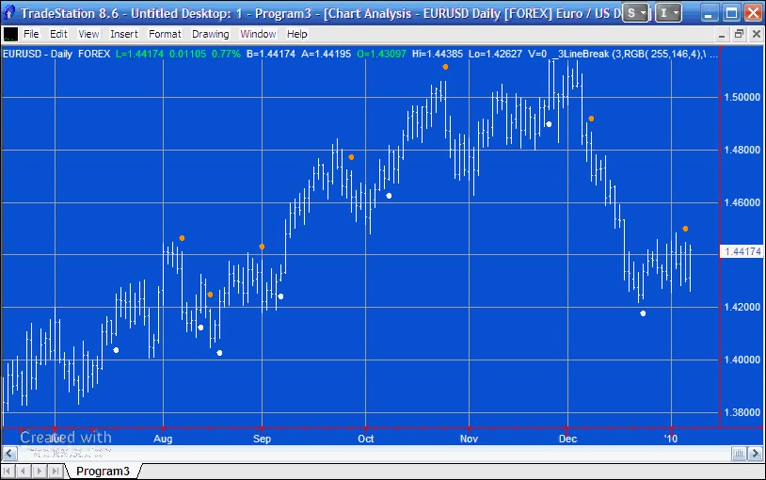 TradeStation 8.6 - Untitled Desktop: 1 - Program3 - [Chart Analysis - EURUSD Daily [FOREX] Euro / US D
S I
File Edit View Insert Format Drawing Window Help
EURUSD - Daily FOREX L=1.44174 0.01105 0.77% B=1.44174 A=1.44195 O=1.43097 Hi=1.44385 Lo=1.42627 V=0 _3LineBreak (3,RGB( 255,146,4),
1.50000
1.48000
1.46000
1.44174
1.42000
1.40000
1.38000
Aug Sep Oct Nov Dec '10
Created with
Program3